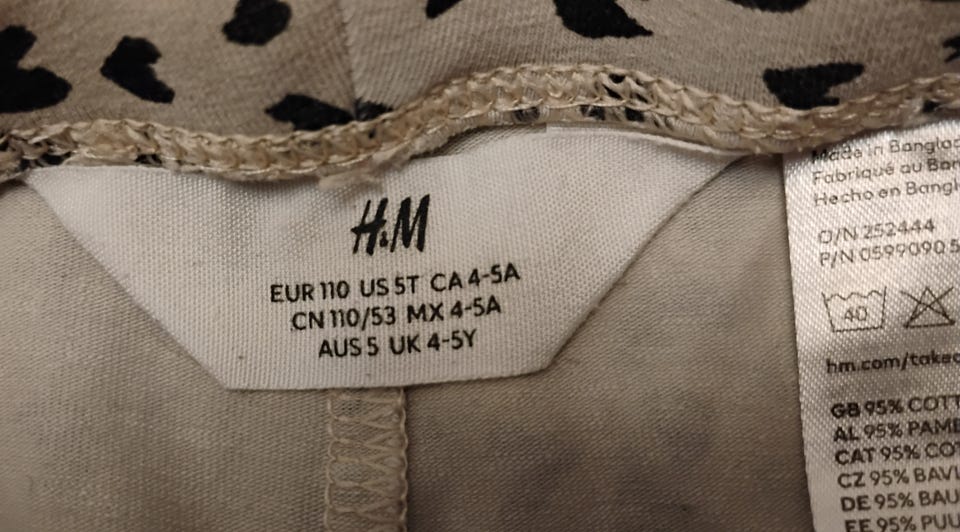 H&M
EUR 110 US 5T CA 4-5A
CN 110/53 MX 4-5A
AUS 5 UK 4-5Y
Made in
Fabriqué au
Hecho en
O/N 252444
P/N 0599090
40
GB 95%
AL 95%
CAT 95%
CZ 95%
DE 95%
EE 95%